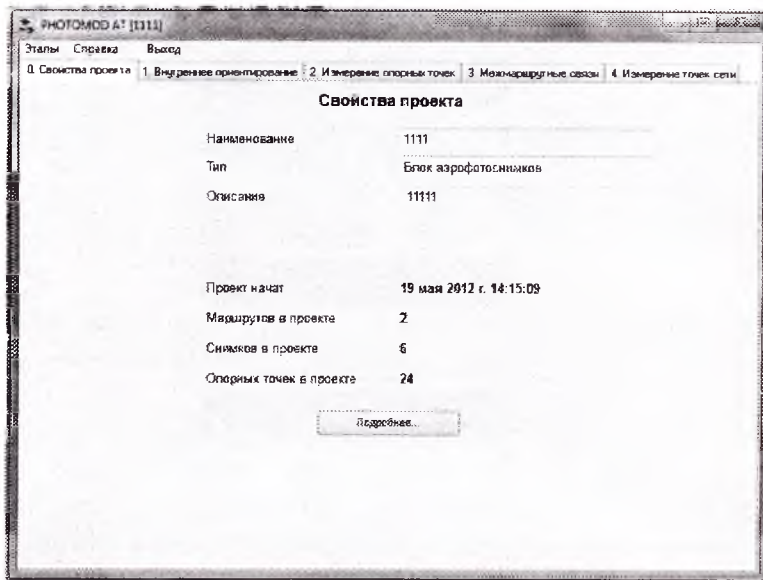 PHOTOMOD AT [1111]
Этапы Справка Выход
0. Свойства проекта 1. Внутреннее ориентирование 2. Измерение опорных точек 3. Межмаршрутные связи 4. Измерение точек сети
Свойства проекта
Наименование 1111
Тип Блок аэрофотоснимков
Описание 11111
Проект начат 19 мая 2012 г. 14:15:09
Маршрутов в проекте 2
Снимков в проекте 6
Опорных точек в проекте 24
Подробнее...